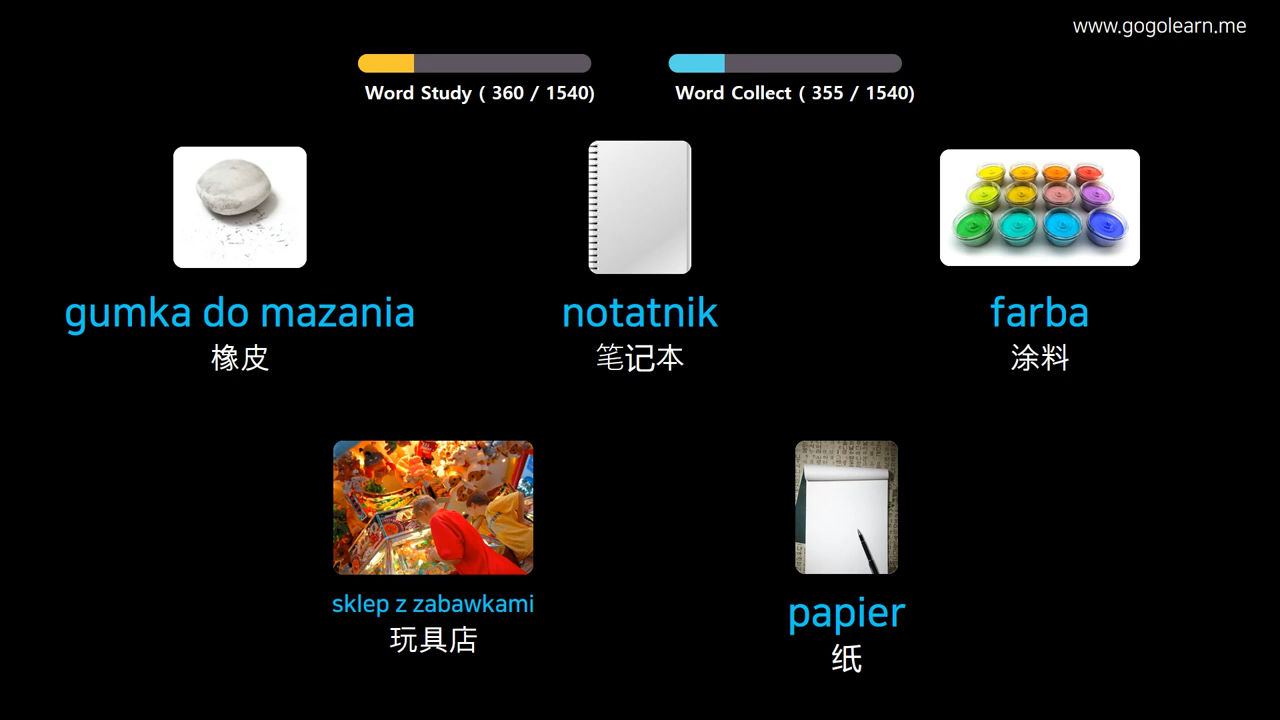 www.gogolearn.me
Word Study ( 360 / 1540)
Word Collect ( 355 / 1540)
gumka do mazania
橡皮
notatnik
笔记本
farba
涂料
sklep z zabawkami
玩具店
papier
纸